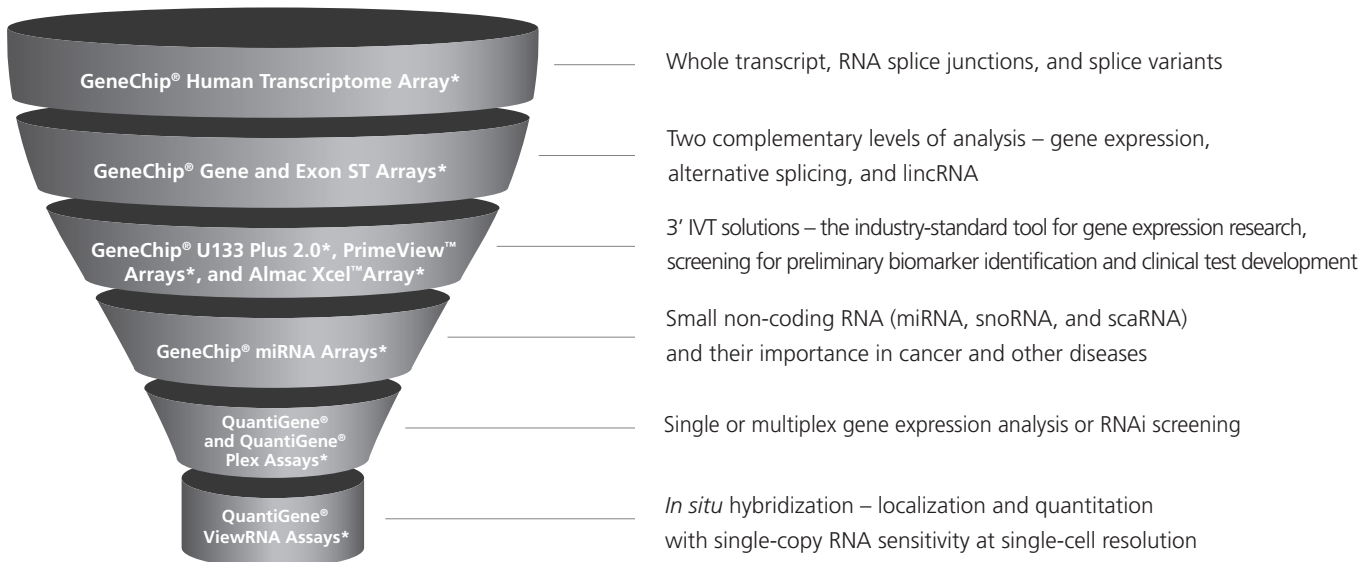 GeneChip® Human Transcriptome Array*
Whole transcript, RNA splice junctions, and splice variants
GeneChip® Gene and Exon ST Arrays*
Two complementary levels of analysis – gene expression,
alternative splicing, and lincRNA
GeneChip® U133 Plus 2.0*, PrimeView™
Arrays*, and Almac Xcel™Array*
3’ IVT solutions – the industry-standard tool for gene expression research,
screening for preliminary biomarker identification and clinical test development
GeneChip® miRNA Arrays*
Small non-coding RNA (miRNA, snoRNA, and scaRNA)
and their importance in cancer and other diseases
QuantiGene®
and QuantiGene®
Plex Assays*
Single or multiplex gene expression analysis or RNAi screening
QuantiGene®
ViewRNA Assays*
In situ hybridization – localization and quantitation
with single-copy RNA sensitivity at single-cell resolution